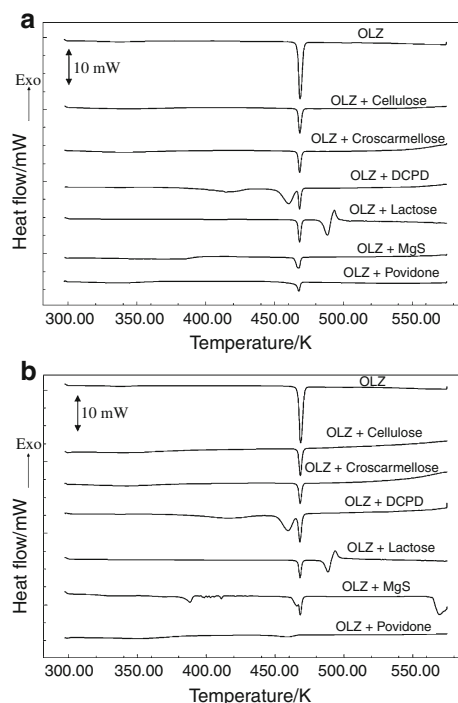 a
OLZ
10 mW
Exo
OLZ + Cellulose
OLZ + Croscarmellose
OLZ + DCPD
OLZ + Lactose
OLZ + MgS
OLZ + Povidone
Heat flow/mW
300.00 350.00 400.00 450.00 500.00 550.00
Temperature/K
b
OLZ
10 mW
Exo
OLZ + Cellulose
OLZ + Croscarmellose
OLZ + DCPD
OLZ + Lactose
OLZ + MgS
OLZ + Povidone
Heat flow/mW
300.00 350.00 400.00 450.00 500.00 550.00
Temperature/K